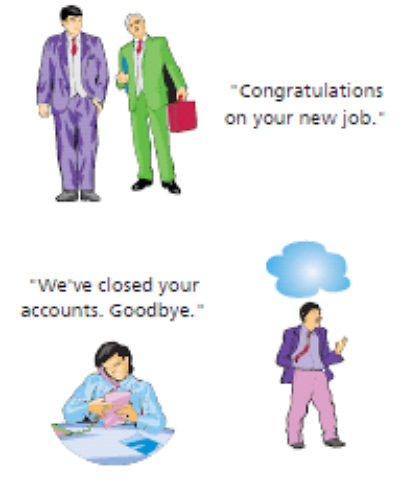 "Congratulations
on your new job."
"We've closed your
accounts. Goodbye."